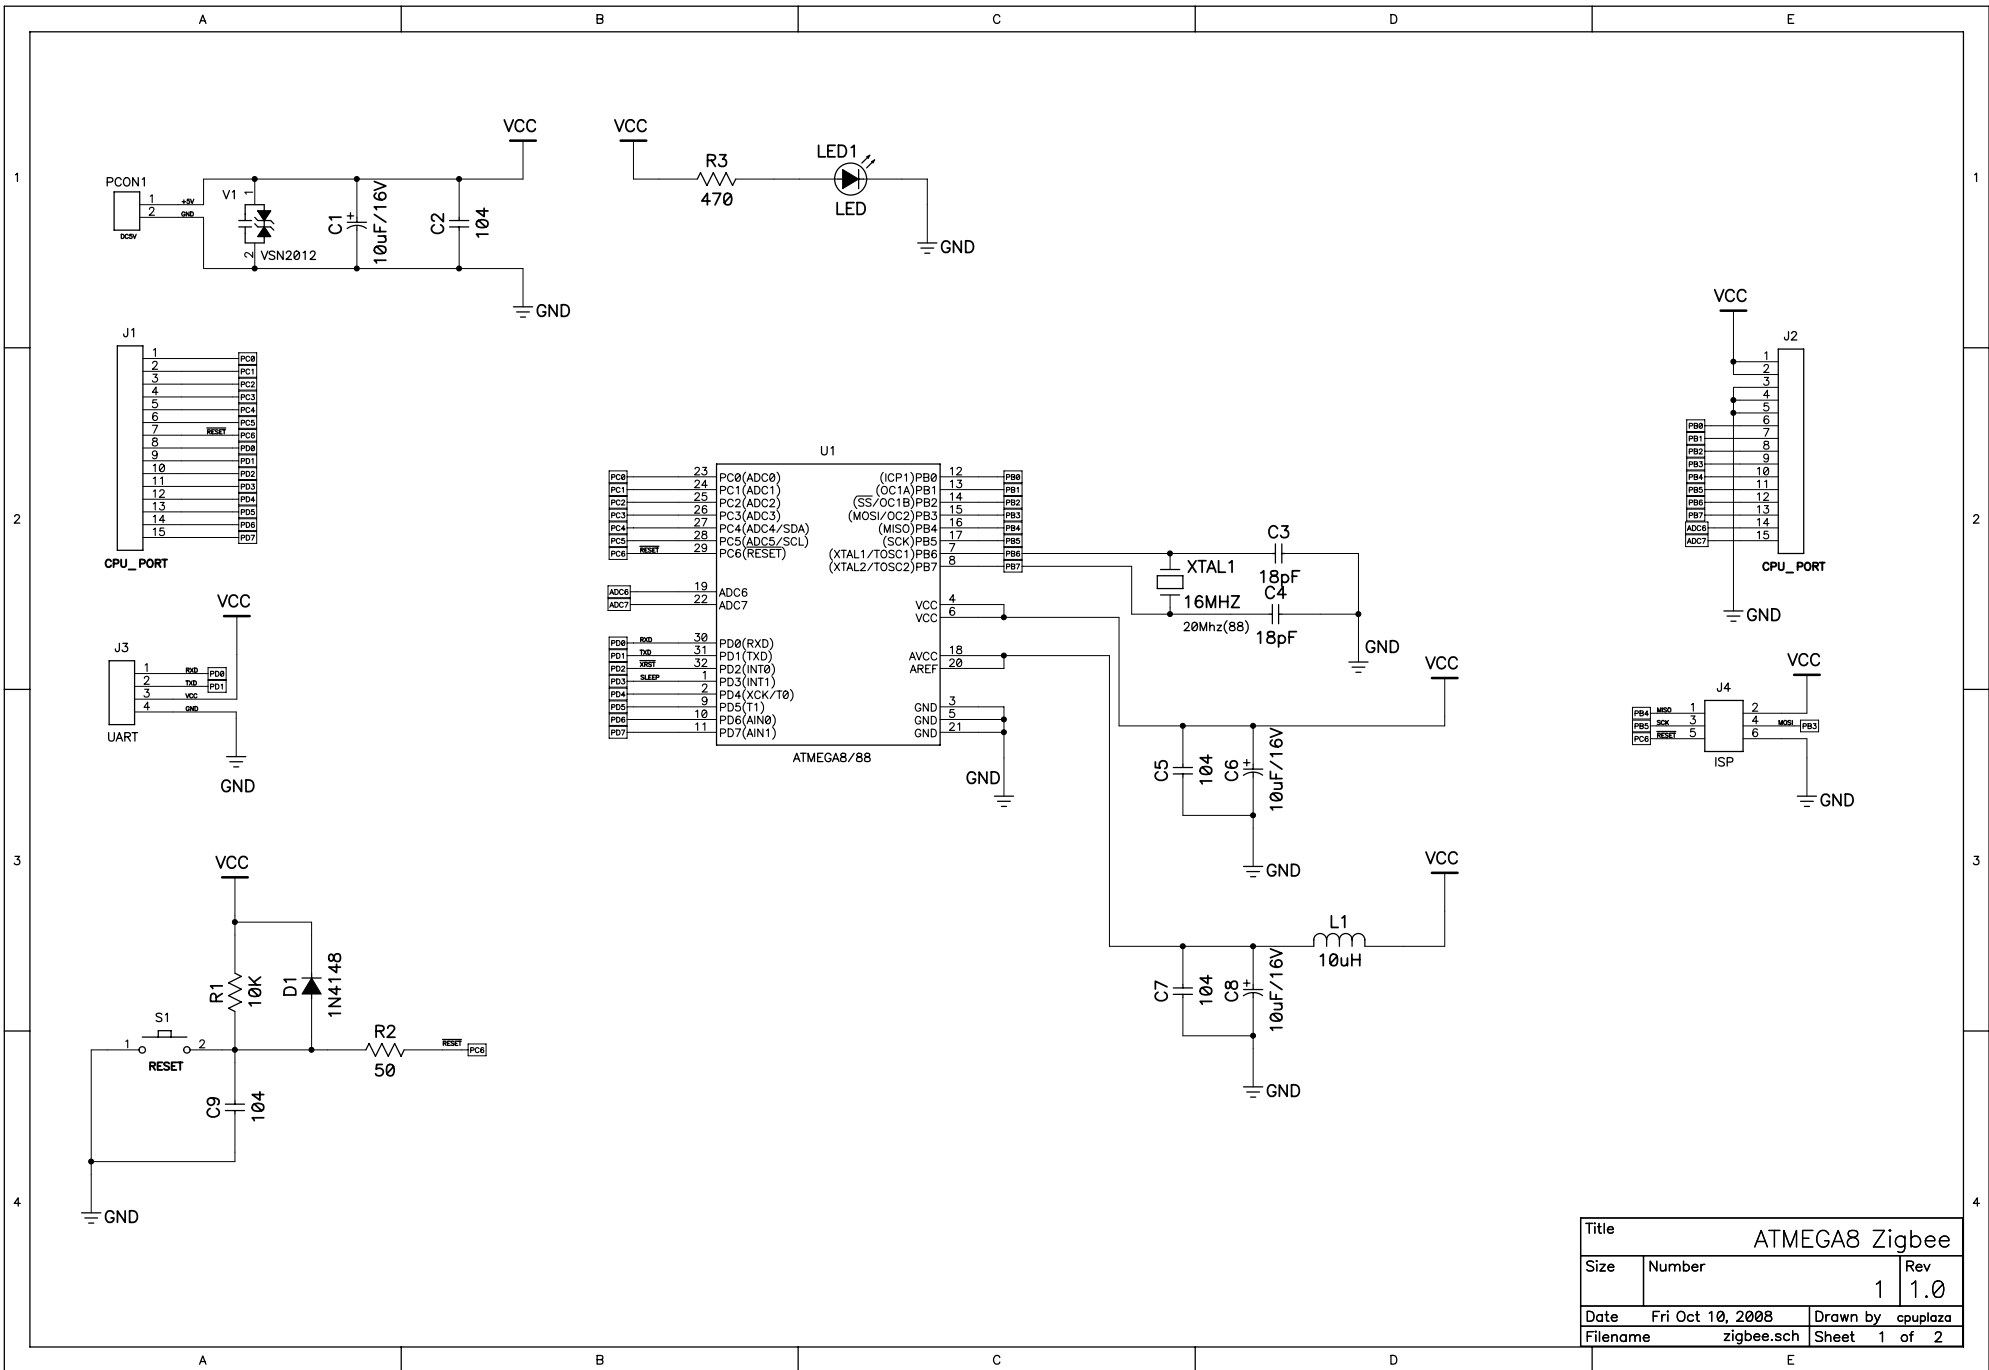 A B C D E
1 1
VCC
PCON1
1 +5V
2 GND
DC5V
V1
1
2
VSN2012
C1
+
10uF/16V
C2
104
GND
VCC
R3
470
LED1
LED
GND
J1
1 PC0
2 PC1
3 PC2
4 PC3
5 PC4
6 PC5
7 RESET PC6
8 PD0
9 PD1
10 PD2
11 PD3
12 PD4
13 PD5
14 PD6
15 PD7
CPU_PORT
VCC
J2
1
2
3
4
5
PB0 6
PB1 7
PB2 8
PB3 9
PB4 10
PB5 11
PB6 12
PB7 13
ADC6 14
ADC7 15
CPU_PORT
GND
2 2
U1
PC0 23 PC0(ADC0) (ICP1)PB0 12 PB0
PC1 24 PC1(ADC1) (OC1A)PB1 13 PB1
PC2 25 PC2(ADC2) (SS/OC1B)PB2 14 PB2
PC3 26 PC3(ADC3) (MOSI/OC2)PB3 15 PB3
PC4 27 PC4(ADC4/SDA) (MISO)PB4 16 PB4
PC5 28 PC5(ADC5/SCL) (SCK)PB5 17 PB5
PC6 RESET 29 PC6(RESET) (XTAL1/TOSC1)PB6 7 PB6
(XTAL2/TOSC2)PB7 8 PB7
ADC6 19 ADC6
ADC7 22 ADC7
VCC 4
VCC 6
PD0 RXD 30 PD0(RXD)
PD1 TXD 31 PD1(TXD) AVCC 18
PD2 XRST 32 PD2(INT0) AREF 20
PD3 SLEEP 1 PD3(INT1)
PD4 2 PD4(XCK/T0)
PD5 9 PD5(T1) GND 3
PD6 10 PD6(AIN0) GND 5
PD7 11 PD7(AIN1) GND 21
ATMEGA8/88
GND
XTAL1
16MHZ
20Mhz(88)
C3
18pF
C4
18pF
GND
VCC
J3
1 RXD PD0
2 TXD PD1
3 VCC
4 GND
UART
GND
VCC
C5
104
C6
+
10uF/16V
GND
VCC
J4
PB4 MISO 1 2
PB5 SCK 3 4 MOSI PB3
PC6 RESET 5 6
ISP
GND
3 3
VCC
R1
10K
D1
1N4148
S1
1 2
RESET
R2
50
RESET PC6
C9
104
GND
VCC
L1
10uH
C7
104
C8
+
10uF/16V
GND
4 4
Title ATMEGA8 Zigbee
Size Number Rev
1 1.0
Date Fri Oct 10, 2008 Drawn by cpuplaza
Filename zigbee.sch Sheet 1 of 2
A B C D E